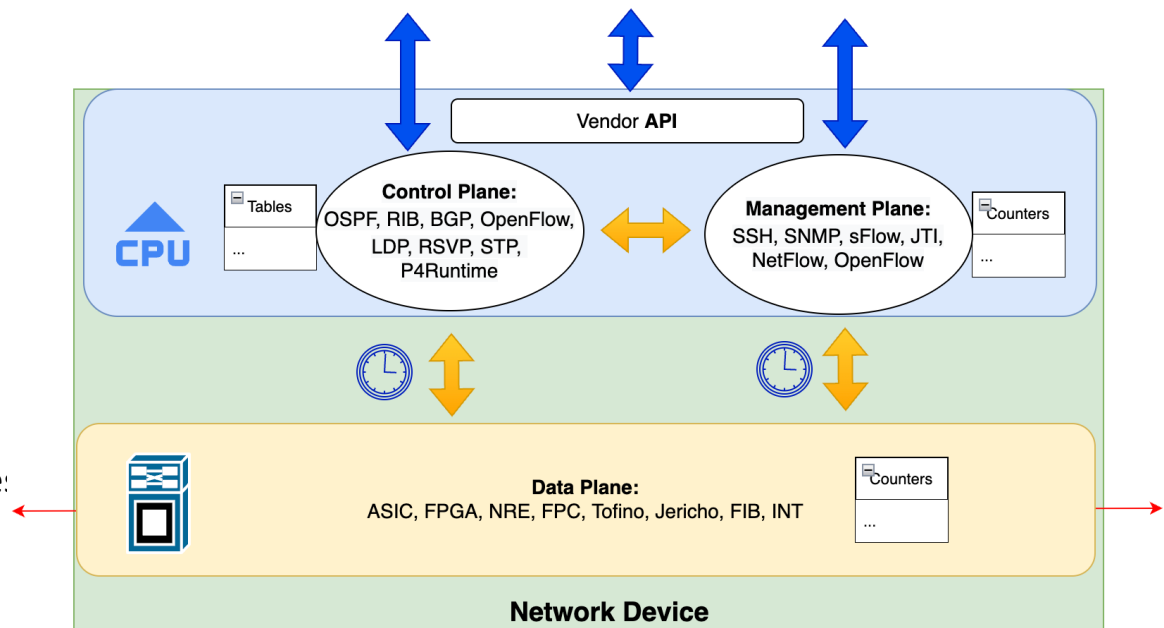 Vendor API
Control Plane:
OSPF, RIB, BGP, OpenFlow,
LDP, RSVP, STP,
P4Runtime
Tables
...
CPU
Management Plane:
SSH, SNMP, sFlow, JTI,
NetFlow, OpenFlow
Counters
...
Data Plane:
ASIC, FPGA, NRE, FPC, Tofino, Jericho, FIB, INT
Counters
...
Network Device